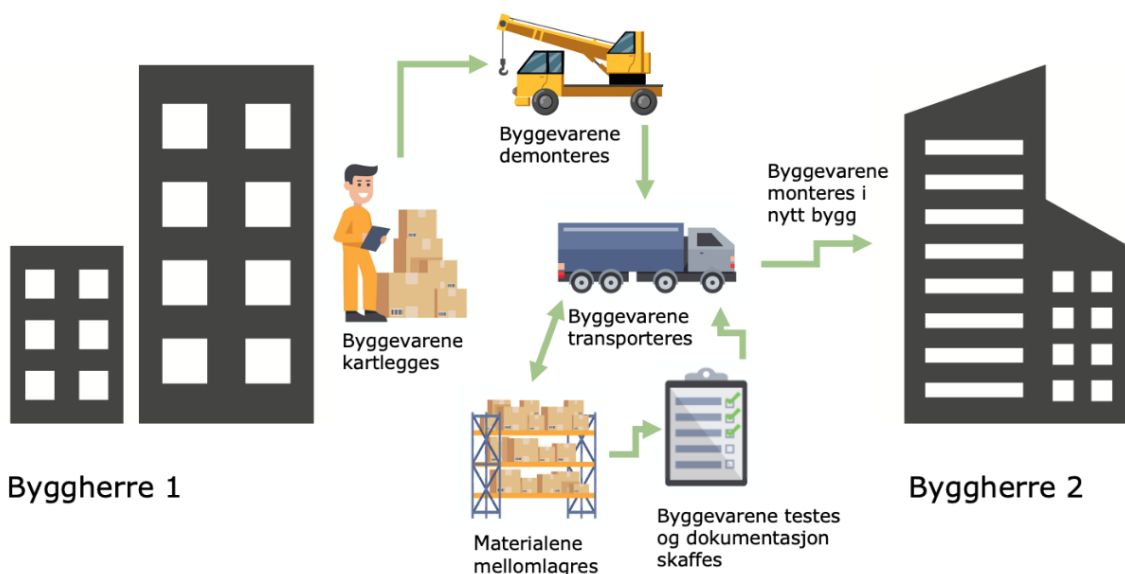 Byggherre 1
Byggevarene
kartlegges
Byggevarene
demonteres
Byggevarene
transporteres
Materialene
mellomlagres
Byggevarene testes
og dokumentasjon
skaffes
Byggevarene
monteres i
nytt bygg
Byggherre 2